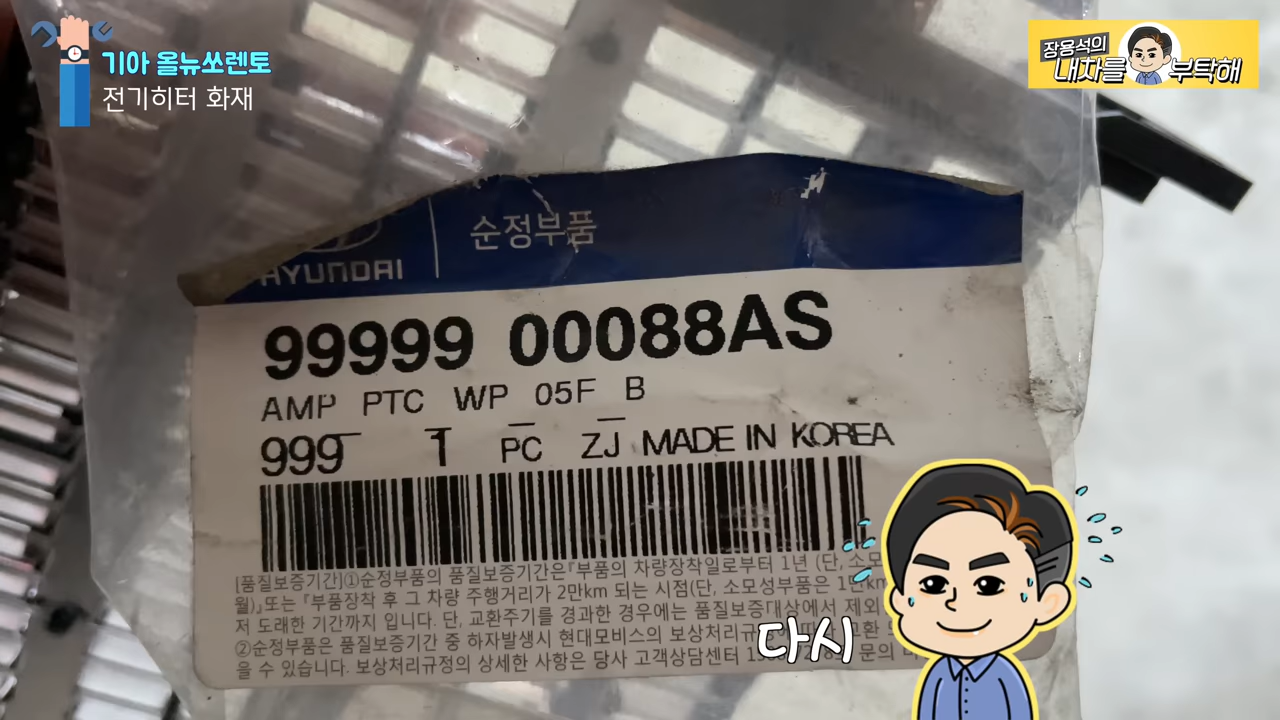 기아 올뉴쏘렌토
전기히터 화재
장용석의
내차를 부탁해
HYUNDAI 순정부품
99999 00088AS
AMP PTC WP 05F B
999 1 PC ZJ MADE IN KOREA
[품질보증기간]①순정부품의 품질보증기간은『부품의 차량장착일로부터 1년 (단, 소모
월)』또는 『부품장착 후 그 차량 주행거리가 2만km 되는 시점(단, 소모성부품은 1만km
저 도래한 기간까지 입니다. 단, 교환주기를 경과한 경우에는 품질보증대상에서 제외
②순정부품은 품질보증기간 중 하자발생시 현대모비스의 보상처리규 교환
을 수 있습니다. 보상처리규정의 상세한 사항은 당사 고객상담센터 문의
다시